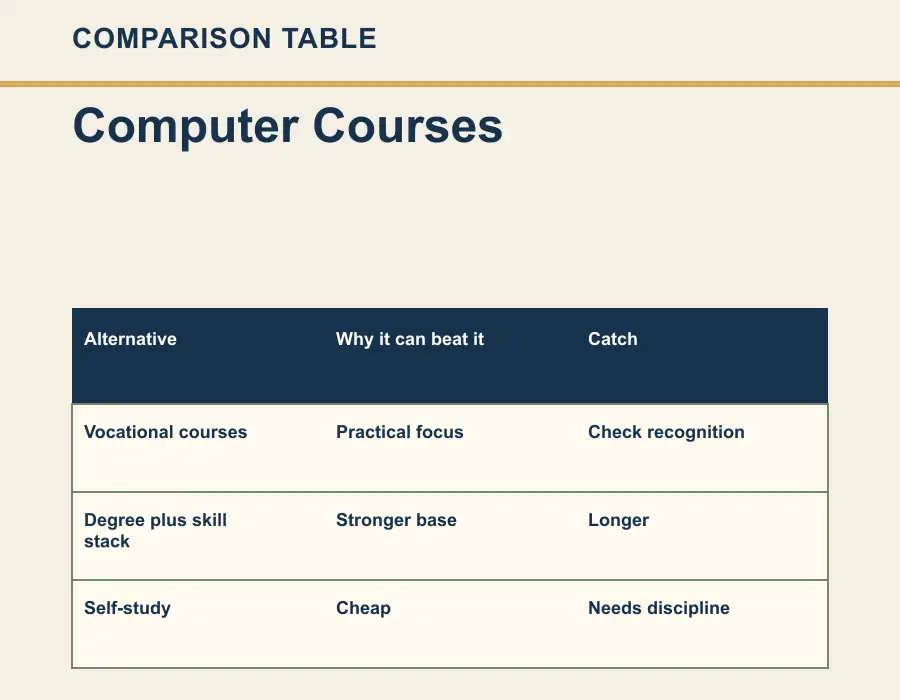 COMPARISON TABLE
Computer Courses
Alternative Why it can beat it Catch
Vocational courses Practical focus Check recognition
Degree plus skill stack Stronger base Longer
Self-study Cheap Needs discipline